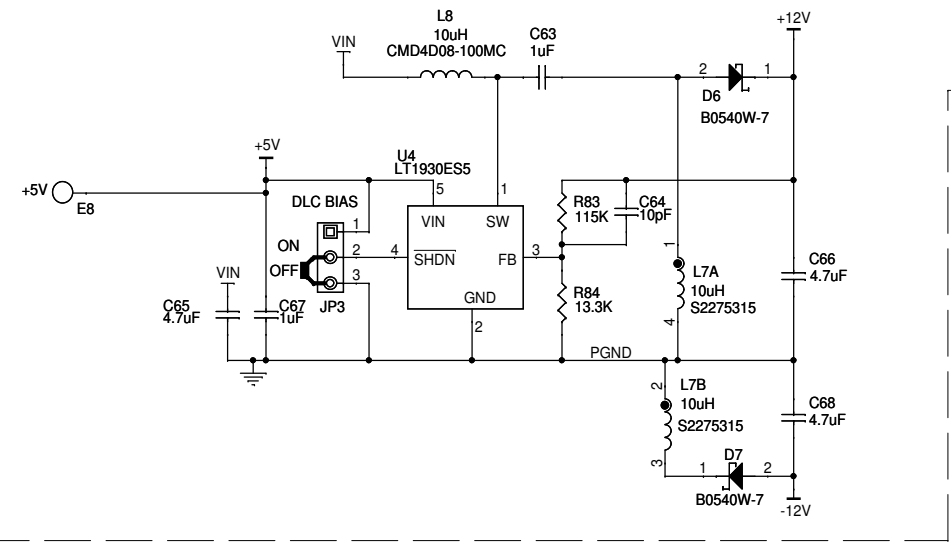 L8
10uH
CMD4D08-100MC
C63
1uF
VIN
+12V
2
1
D6
B0540W-7
+5V
U4
LT1930ES5
+5V
E8
5
1
DLC BIAS
VIN
SW
R83
115K
C64
10pF
1
ON
2
4
SHDN
FB
3
1
OFF
3
VIN
JP3
GND
2
R84
13.3K
L7A
10uH
S2275315
4
C66
4.7uF
C65
4.7uF
C67
1uF
PGND
2
L7B
10uH
S2275315
3
C68
4.7uF
1
D7
2
B0540W-7
-12V